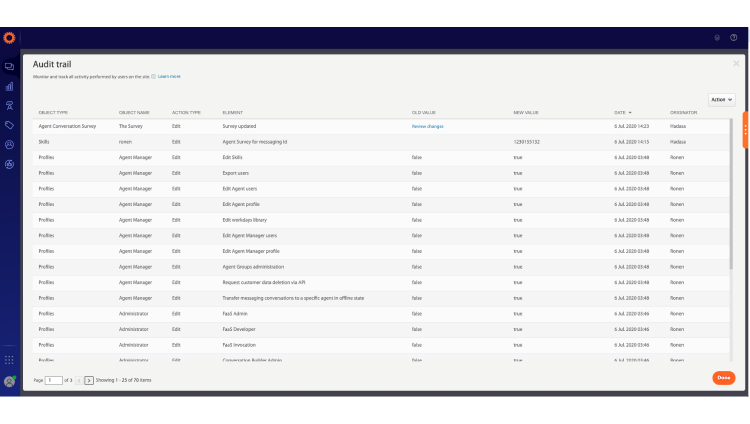 Audit trail
Monitor and track all activity performed by users on the site. Learn more
Action
OBJECT TYPE OBJECT NAME ACTION TYPE ELEMENT OLD VALUE NEW VALUE DATE ORIGINATOR
Agent Conversation Survey The Survey Edit Survey updated Review changes 6 Jul. 2020 14:23 Hadass
Skills ronen Edit Agent Survey for messaging id 1230155132 6 Jul. 2020 14:15 Hadass
Profiles Agent Manager Edit Edit Skills false true 6 Jul. 2020 03:48 Ronen
Profiles Agent Manager Edit Export users false true 6 Jul. 2020 03:48 Ronen
Profiles Agent Manager Edit Edit Agent users false true 6 Jul. 2020 03:48 Ronen
Profiles Agent Manager Edit Edit Agent profile false true 6 Jul. 2020 03:48 Ronen
Profiles Agent Manager Edit Edit workdays library false true 6 Jul. 2020 03:48 Ronen
Profiles Agent Manager Edit Edit Agent Manager users false true 6 Jul. 2020 03:48 Ronen
Profiles Agent Manager Edit Edit Agent Manager profile false true 6 Jul. 2020 03:48 Ronen
Profiles Agent Manager Edit Agent Groups administration false true 6 Jul. 2020 03:48 Ronen
Profiles Agent Manager Edit Request customer data deletion via API false true 6 Jul. 2020 03:48 Ronen
Profiles Agent Manager Edit Transfer messaging conversations to a specific agent in offline state false true 6 Jul. 2020 03:48 Ronen
Profiles Administrator Edit FaaS Admin false true 6 Jul. 2020 03:46 Ronen
Profiles Administrator Edit FaaS Developer false true 6 Jul. 2020 03:46 Ronen
Profiles Administrator Edit FaaS Invocation false true 6 Jul. 2020 03:46 Ronen
Profiles Administrator Edit Conversation Builder Admin false true 6 Jul. 2020 03:46 Ronen
Page 1 of 3 Showing 1 - 25 of 70 items
Done